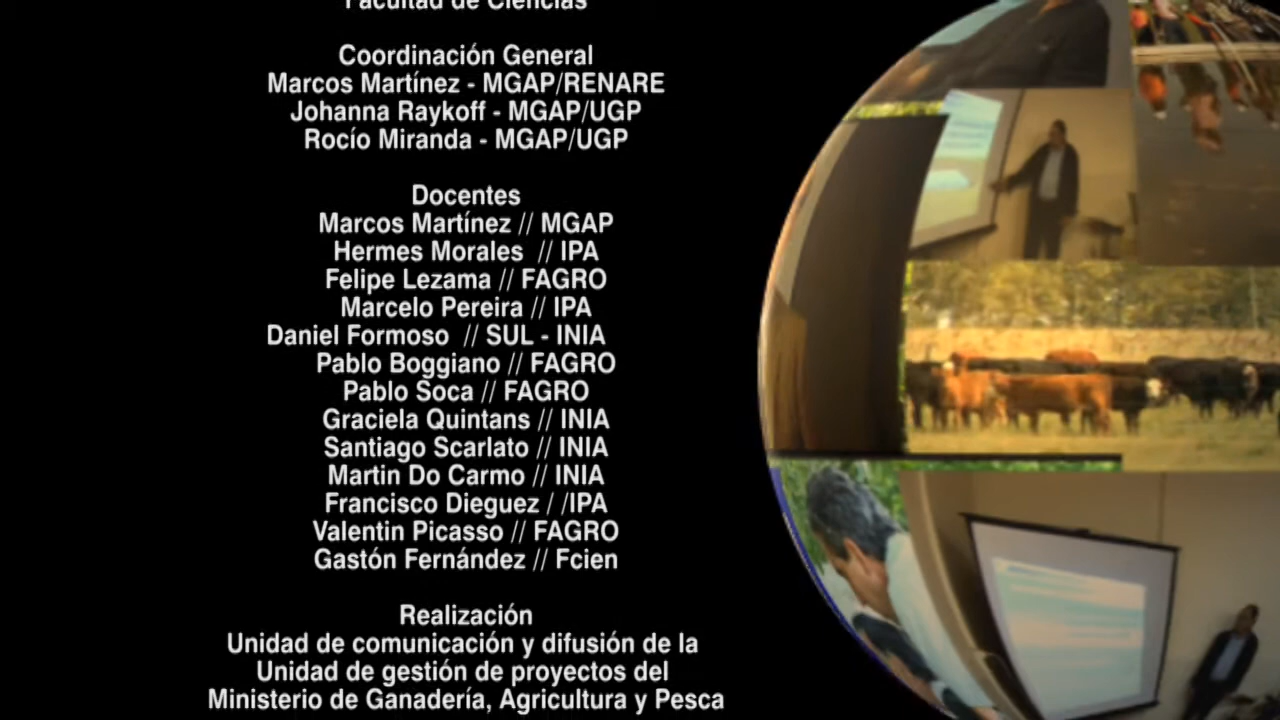 Facultad de Ciencias
Coordinación General
Marcos Martínez - MGAP/RENARE
Johanna Raykoff - MGAP/UGP
Rocío Miranda - MGAP/UGP
Docentes
Marcos Martínez // MGAP
Hermes Morales // IPA
Felipe Lezama // FAGRO
Marcelo Pereira // IPA
Daniel Formoso // SUL - INIA
Pablo Boggiano // FAGRO
Pablo Soca // FAGRO
Graciela Quintans // INIA
Santiago Scarlato // INIA
Martin Do Carmo // INIA
Francisco Dieguez / /IPA
Valentin Picasso // FAGRO
Gastón Fernández // Fcien
Realización
Unidad de comunicación y difusión de la
Unidad de gestión de proyectos del
Ministerio de Ganadería, Agricultura y Pesca